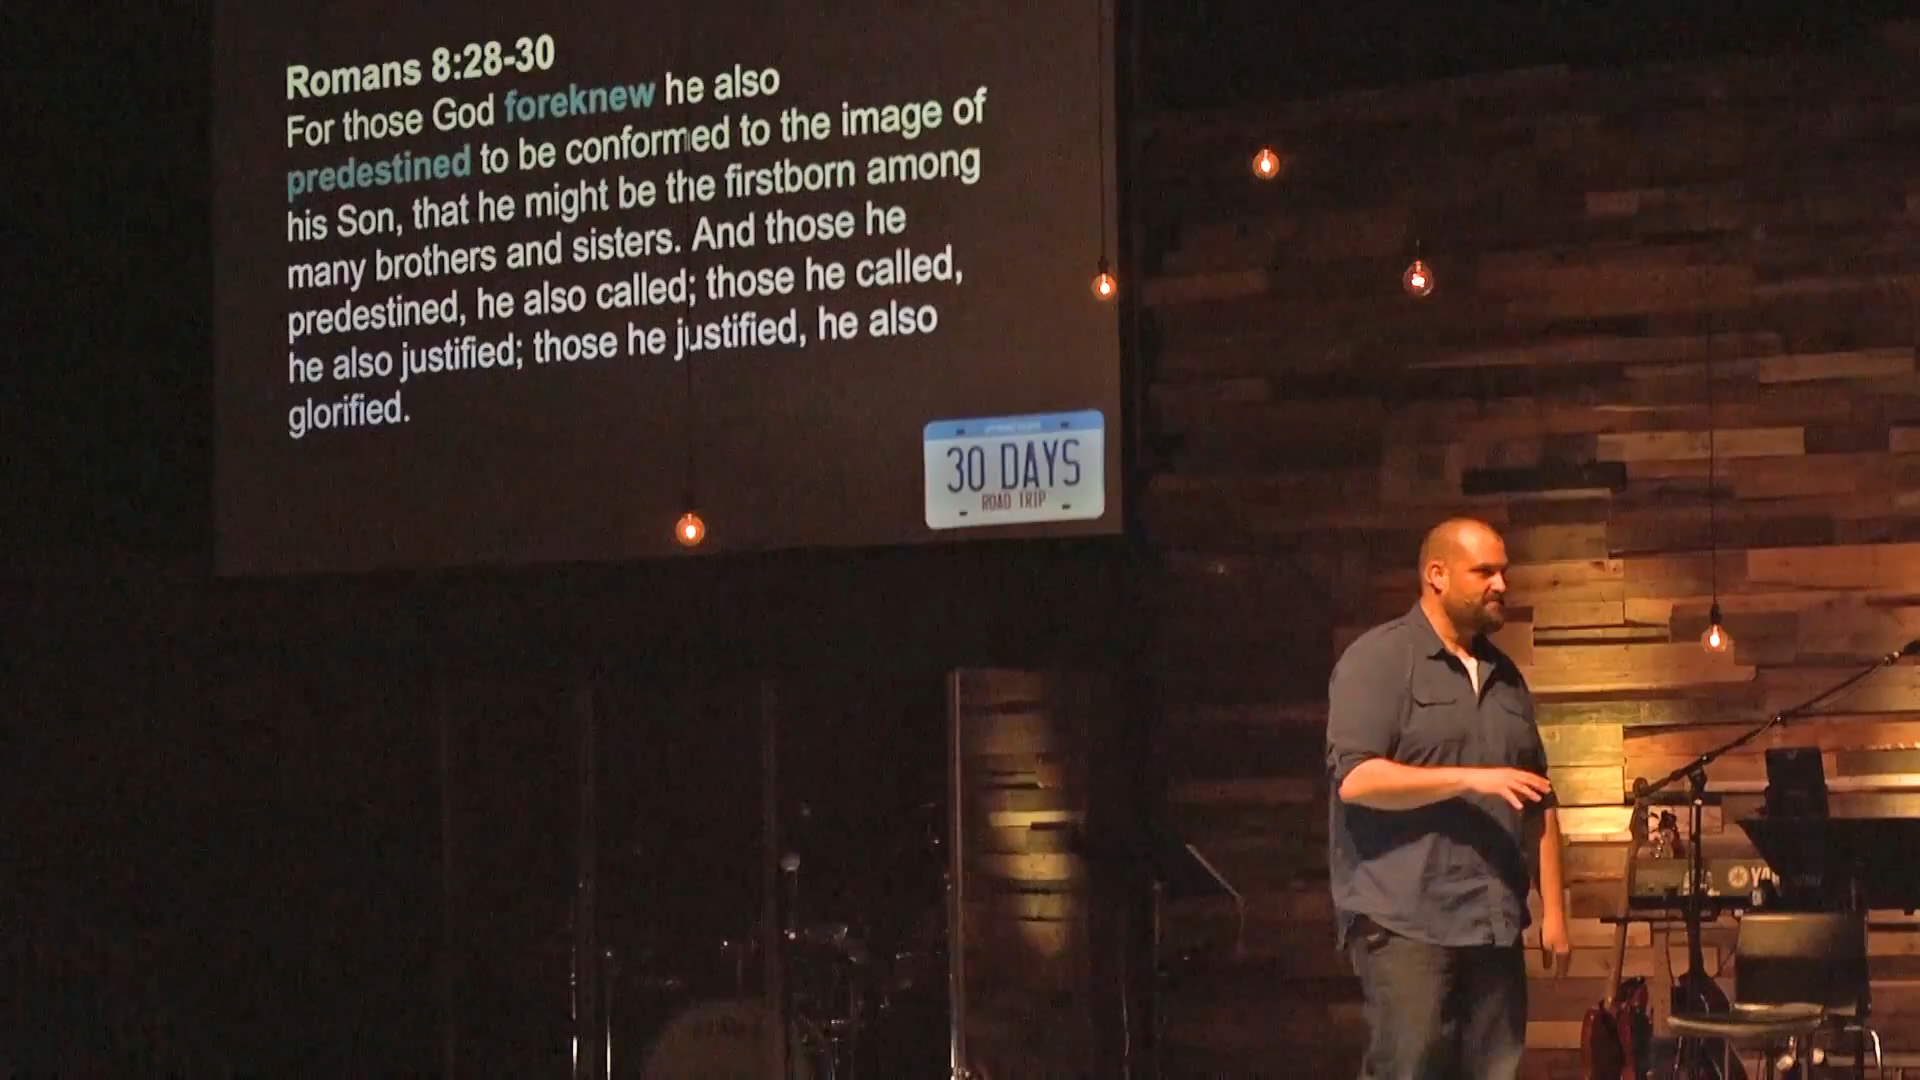 Romans 8:28-30
For those God foreknew he also
predestined to be conformed to the image of
his Son, that he might be the firstborn among
many brothers and sisters. And those he
predestined, he also called; those he called,
he also justified; those he justified, he also
glorified.
30 DAYS
ROAD TRIP